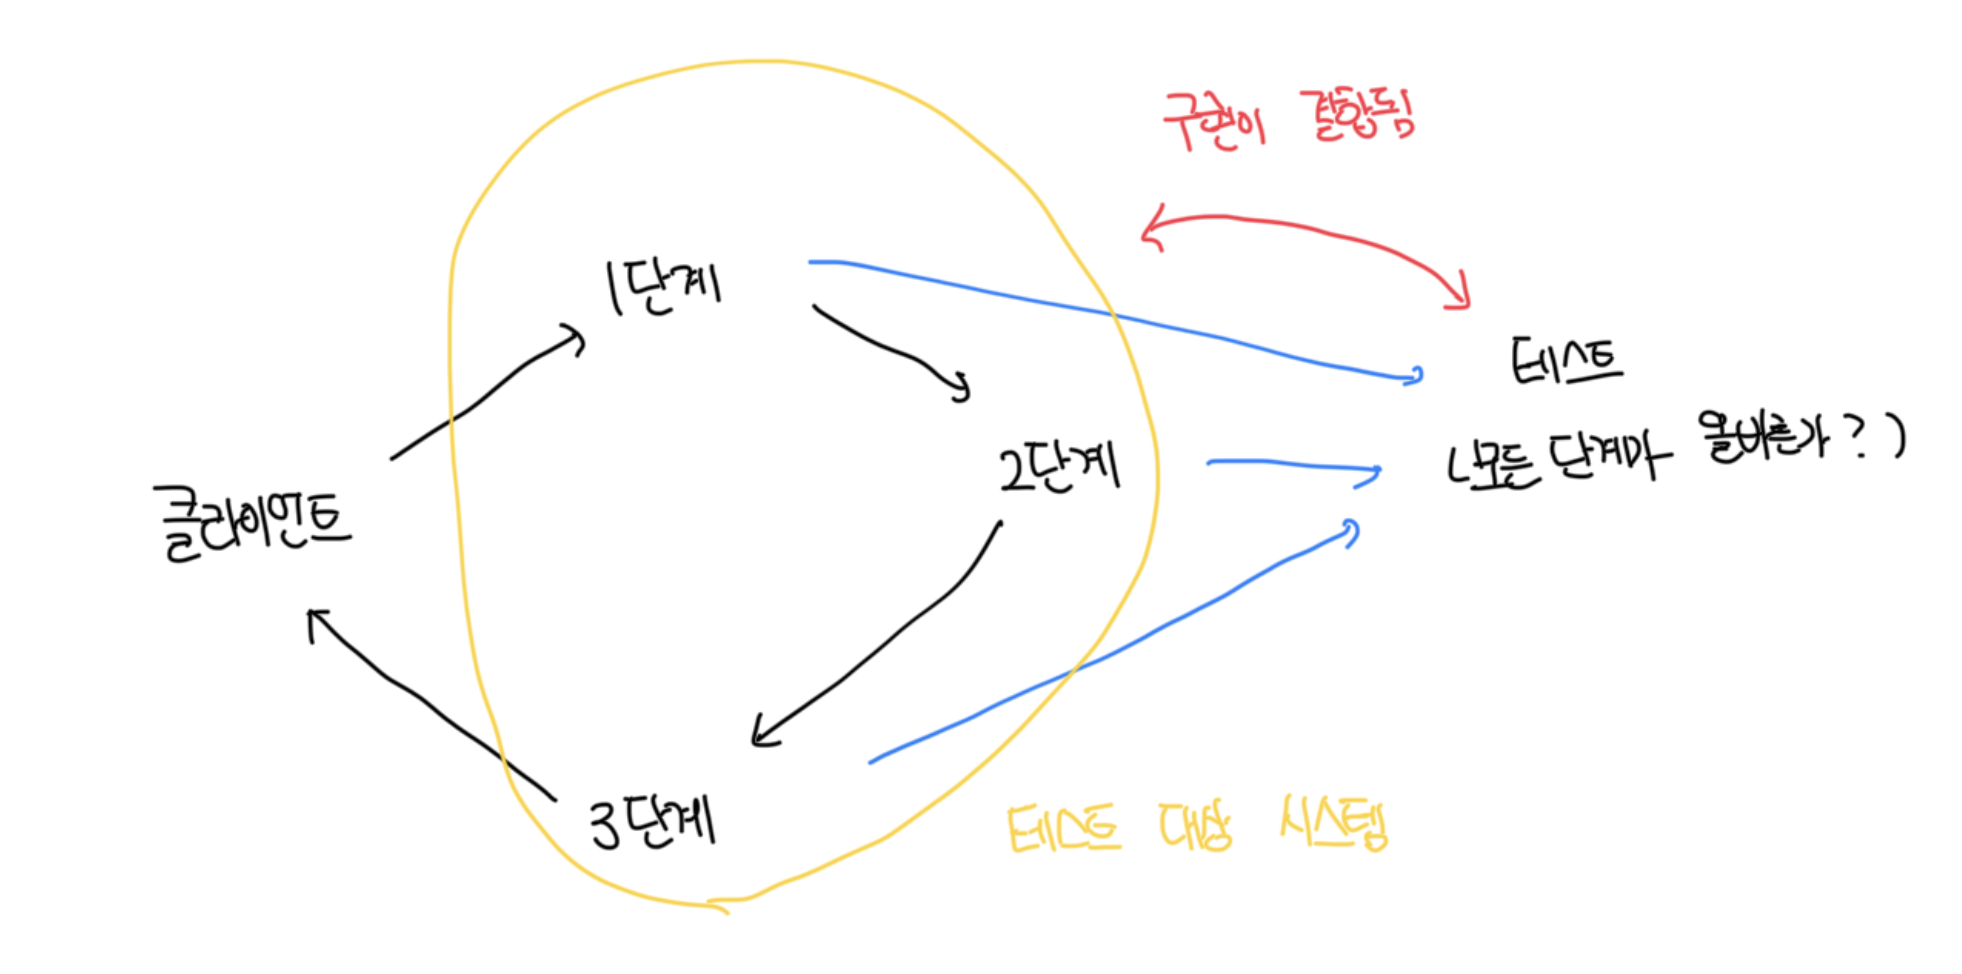 구현이 결합됨
1단계
테스트
2단계
(모든 단계마다 올바른가?)
클라이언트
3단계
테스트 대상 시스템